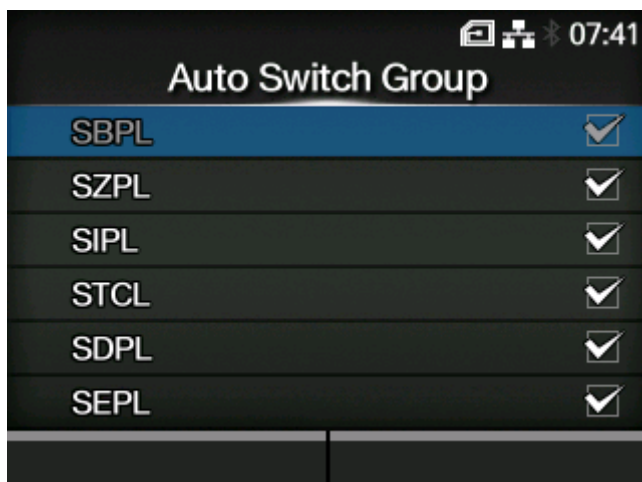 07:41
Auto Switch Group
SBPL
SZPL
SIPL
STCL
SDPL
SEPL